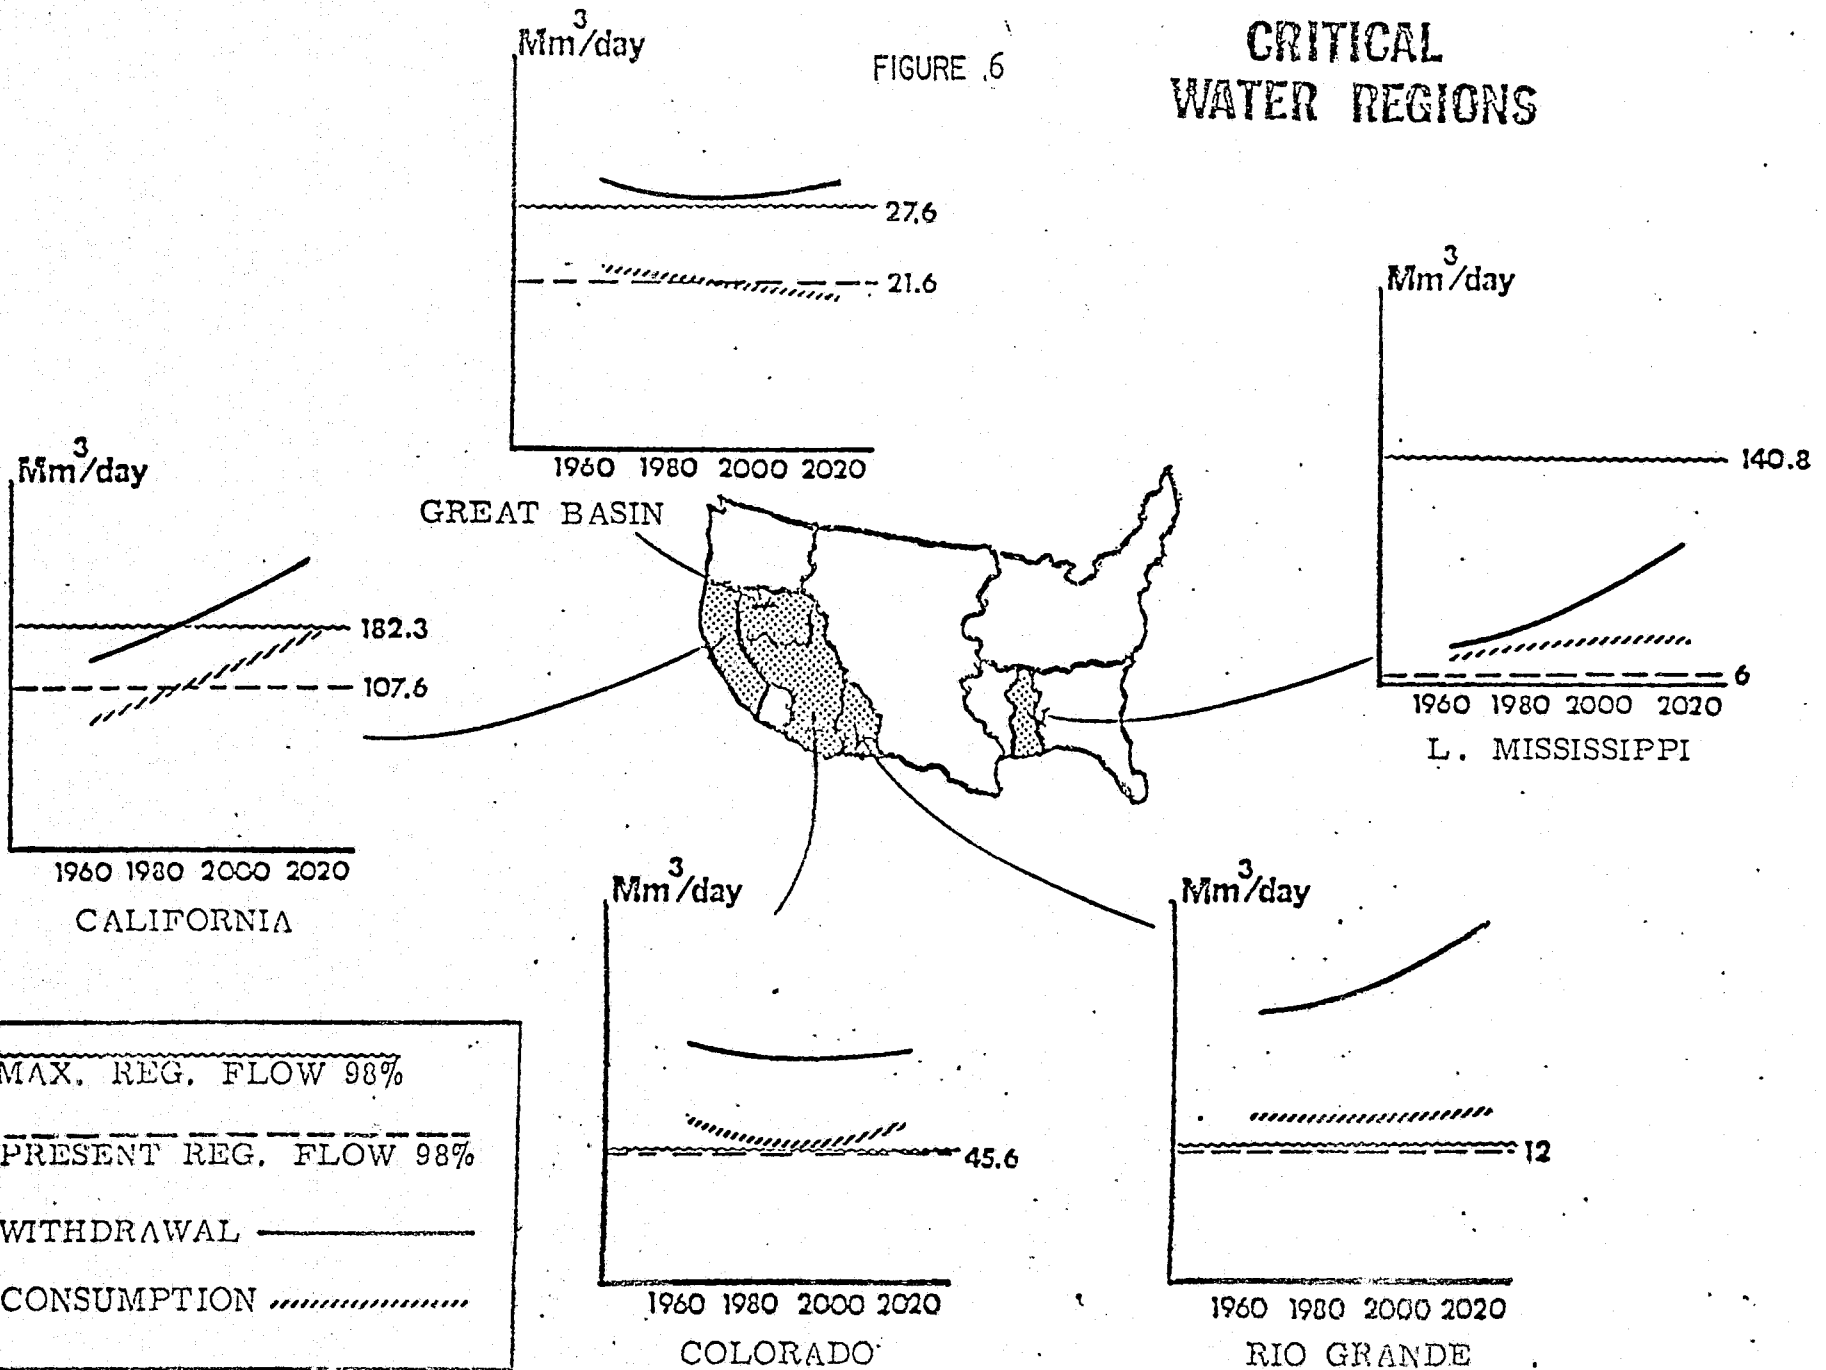 FIGURE 6
CRITICAL
WATER REGIONS
Mm³/day
27.6
21.6
1960 1980 2000 2020
GREAT BASIN
Mm³/day
140.8
6
1960 1980 2000 2020
L. MISSISSIPPI
Mm³/day
182.3
107.6
1960 1980 2000 2020
CALIFORNIA
Mm³/day
45.6
1960 1980 2000 2020
COLORADO
Mm³/day
12
1960 1980 2000 2020
RIO GRANDE
MAX. REG. FLOW 98%
PRESENT REG. FLOW 98%
WITHDRAWAL
CONSUMPTION